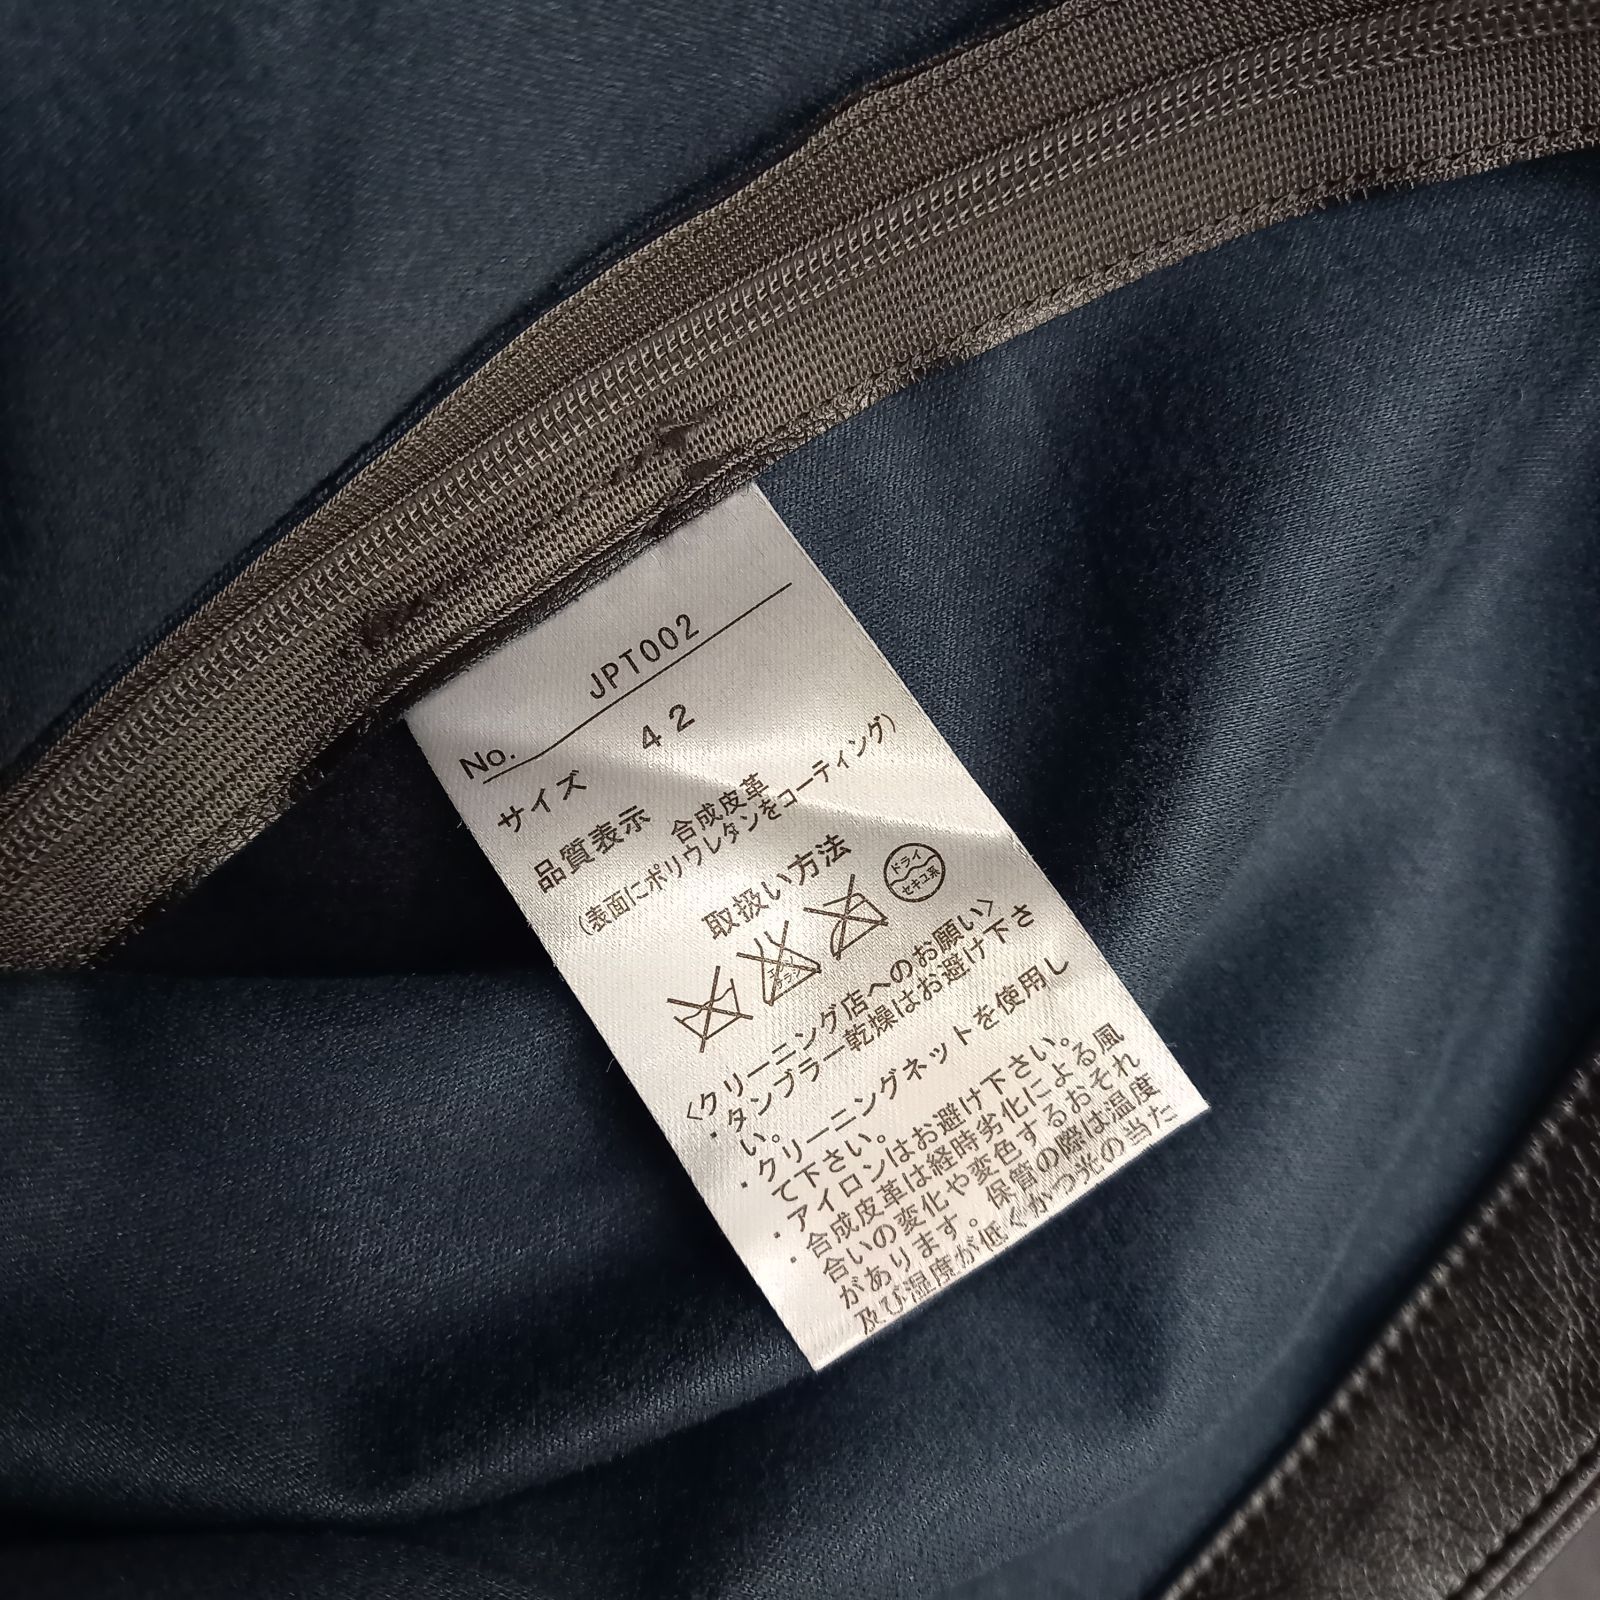 No. JPT002
サイズ 42
品質表示 合成皮革
(表面にポリウレタンをコーティング)
取扱い方法
エンソ
サラシ
ドライ
セキユ系
<クリーニング店へのお願い>
・タンブラー乾燥はお避け下さ
い。
・クリーニングネットを使用し
て下さい。
・アイロンはお避け下さい。
・合成皮革は経時劣化による風
合いの変化や変色するおそれ
があります。保管の際は温度
及び湿度が低くかつ光の当た